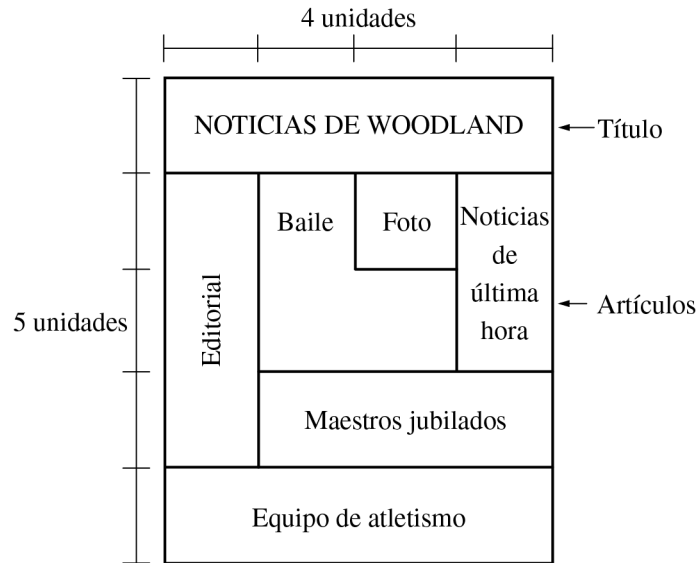 4 unidades
NOTICIAS DE WOODLAND
Título
Baile
Foto
Noticias
de
última
hora
Editorial
5 unidades
Artículos
Maestros jubilados
Equipo de atletismo